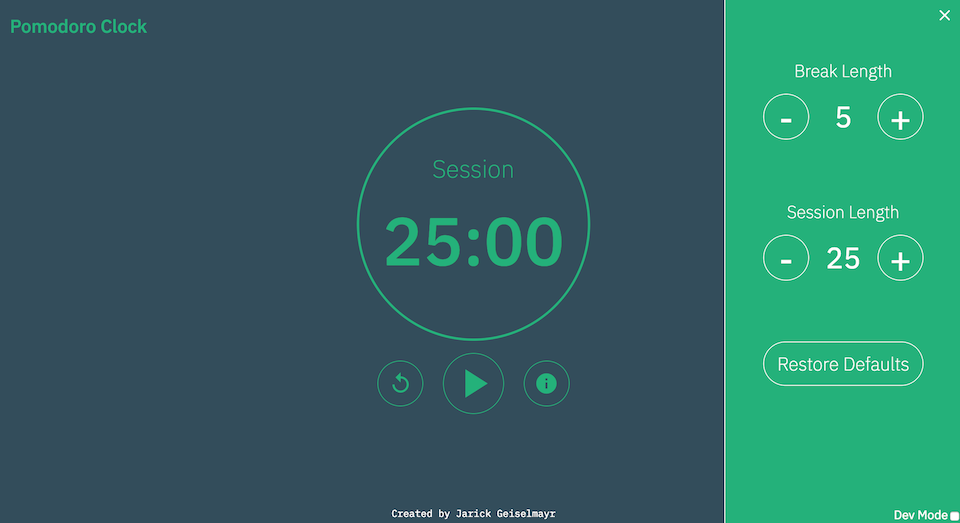 Pomodoro Clock
Session
25:00
Created by Jarick Geiselmayr
Break Length
- 5 +
Session Length
- 25 +
Restore Defaults
Dev Mode